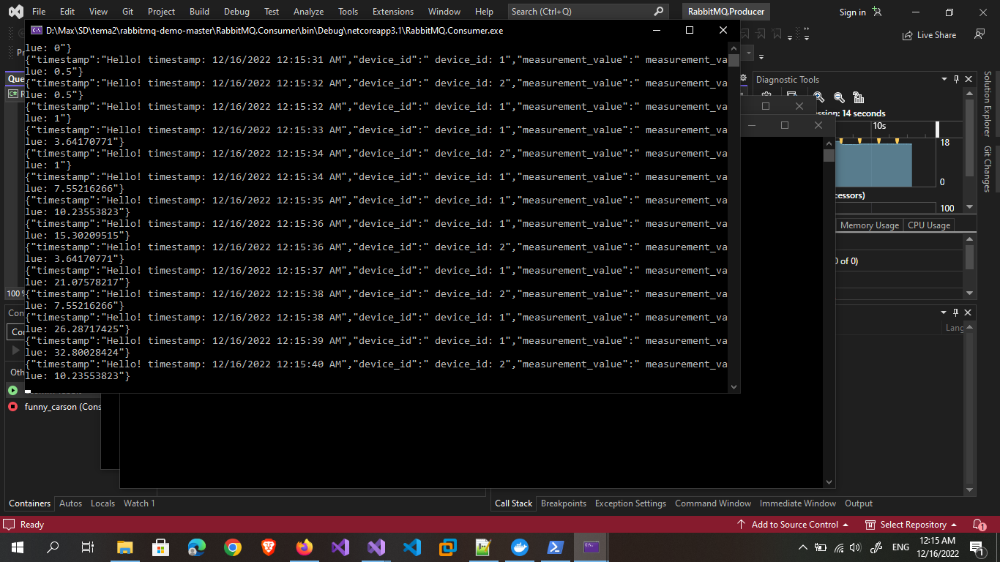 File Edit View Git Project Build Debug Test Analyze Tools Extensions Window Help Search (Ctrl+Q) RabbitMQ.Producer Sign in
Live Share
D:\Max\SD\tema2\rabbitmq-demo-master\RabbitMQ.Consumer\bin\Debug\netcoreapp3.1\RabbitMQ.Consumer.exe
lue: 0"}
{"timestamp":"Hello! timestamp: 12/16/2022 12:15:31 AM","device_id":" device_id: 1","measurement_value":" measurement_va
lue: 0.5"}
{"timestamp":"Hello! timestamp: 12/16/2022 12:15:32 AM","device_id":" device_id: 2","measurement_value":" measurement_va
lue: 0.5"}
{"timestamp":"Hello! timestamp: 12/16/2022 12:15:32 AM","device_id":" device_id: 1","measurement_value":" measurement_va
lue: 1"}
{"timestamp":"Hello! timestamp: 12/16/2022 12:15:33 AM","device_id":" device_id: 1","measurement_value":" measurement_va
lue: 3.64170771"}
{"timestamp":"Hello! timestamp: 12/16/2022 12:15:34 AM","device_id":" device_id: 2","measurement_value":" measurement_va
lue: 1"}
{"timestamp":"Hello! timestamp: 12/16/2022 12:15:34 AM","device_id":" device_id: 1","measurement_value":" measurement_va
lue: 7.55216266"}
{"timestamp":"Hello! timestamp: 12/16/2022 12:15:35 AM","device_id":" device_id: 1","measurement_value":" measurement_va
lue: 10.23553823"}
{"timestamp":"Hello! timestamp: 12/16/2022 12:15:36 AM","device_id":" device_id: 1","measurement_value":" measurement_va
lue: 15.30209515"}
{"timestamp":"Hello! timestamp: 12/16/2022 12:15:36 AM","device_id":" device_id: 2","measurement_value":" measurement_va
lue: 3.64170771"}
{"timestamp":"Hello! timestamp: 12/16/2022 12:15:37 AM","device_id":" device_id: 1","measurement_value":" measurement_va
lue: 21.07578217"}
{"timestamp":"Hello! timestamp: 12/16/2022 12:15:38 AM","device_id":" device_id: 2","measurement_value":" measurement_va
lue: 7.55216266"}
{"timestamp":"Hello! timestamp: 12/16/2022 12:15:38 AM","device_id":" device_id: 1","measurement_value":" measurement_va
lue: 26.28717425"}
{"timestamp":"Hello! timestamp: 12/16/2022 12:15:39 AM","device_id":" device_id: 1","measurement_value":" measurement_va
lue: 32.80028424"}
{"timestamp":"Hello! timestamp: 12/16/2022 12:15:40 AM","device_id":" device_id: 2","measurement_value":" measurement_va
lue: 10.23553823"}
Pr
Que
C# R
100 %
Con
Con
Oth
funny_carson (Cons
Diagnostic Tools
ssion: 14 seconds
10s
18
0
cessors)
100
Memory Usage CPU Usage
0 of 0)
Lang
Containers Autos Locals Watch 1
Call Stack Breakpoints Exception Settings Command Window Immediate Window Output
Ready
Add to Source Control Select Repository 1
ENG 12:15 AM
12/16/2022 1
Solution Explorer
Git Changes